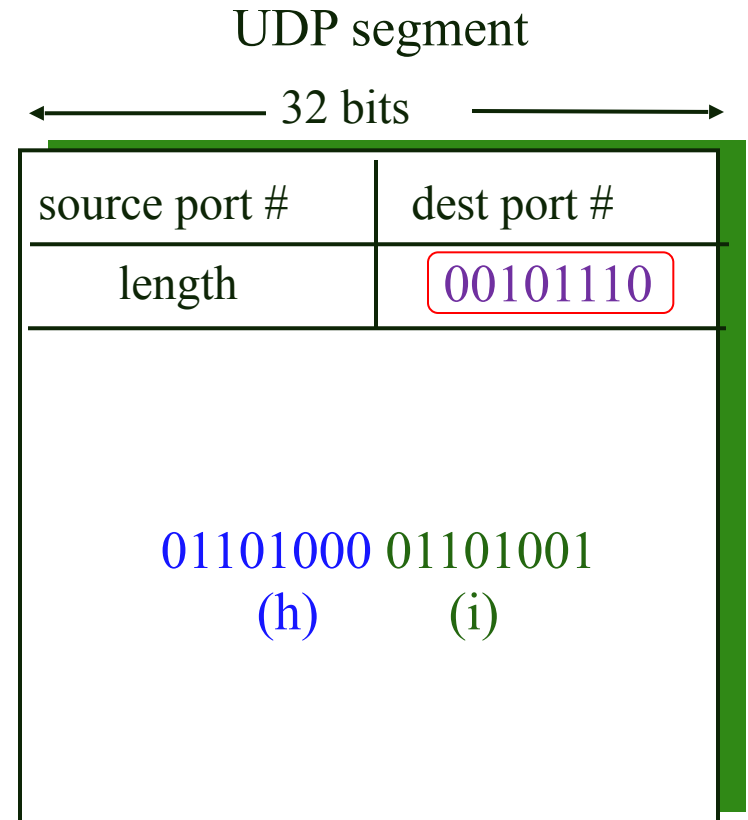 UDP segment
32 bits
source port # dest port #
length 00101110
01101000 01101001
(h) (i)